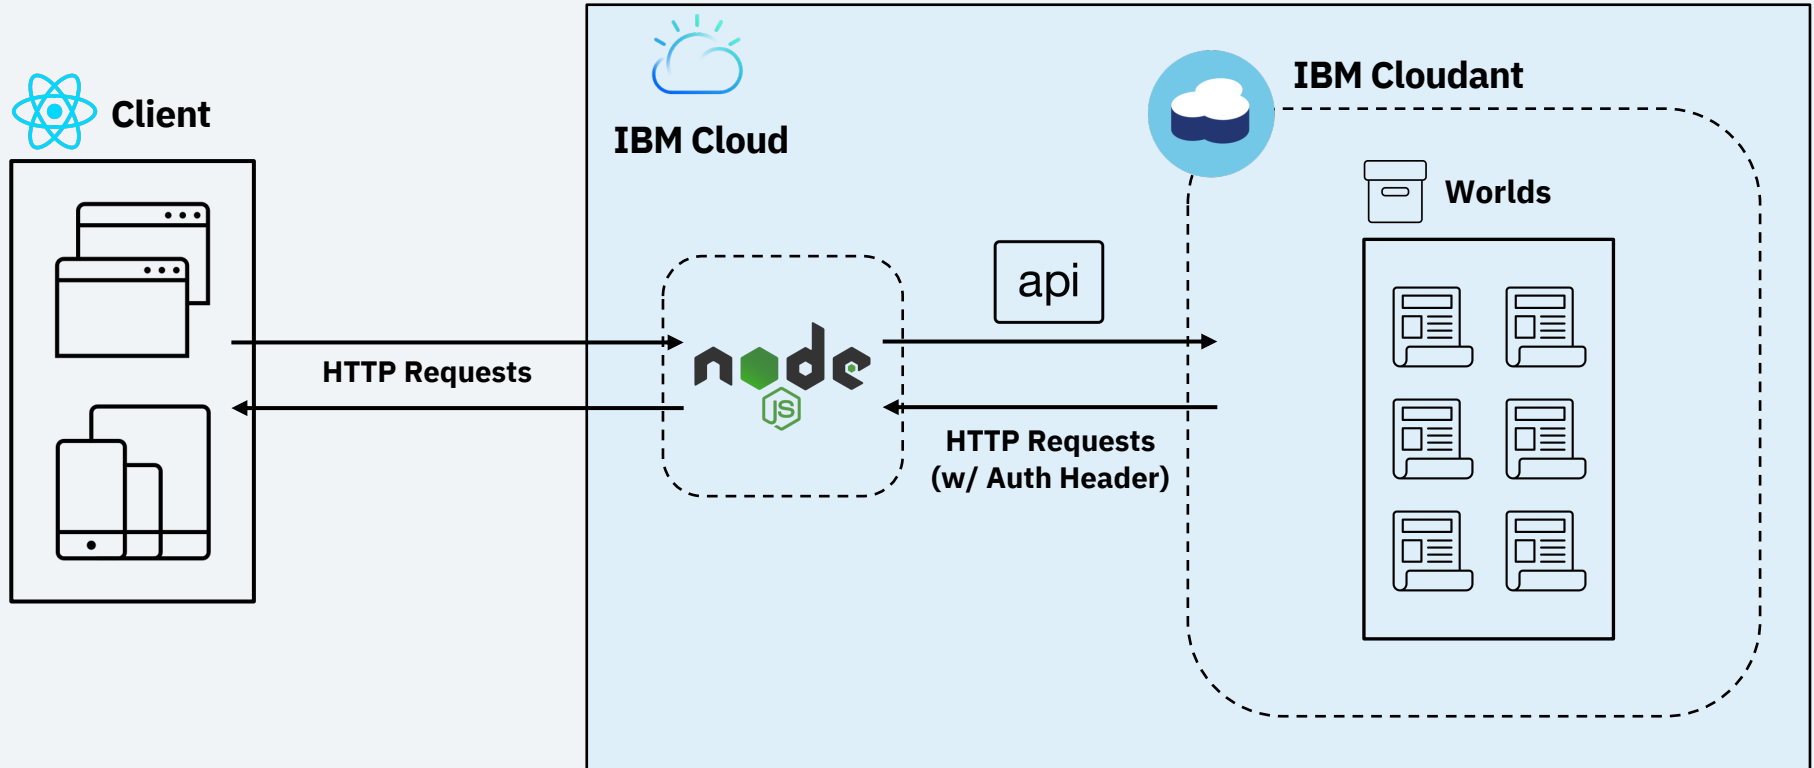 Client
IBM Cloud
IBM Cloudant
Worlds
api
HTTP Requests
node
JS
HTTP Requests
(w/ Auth Header)